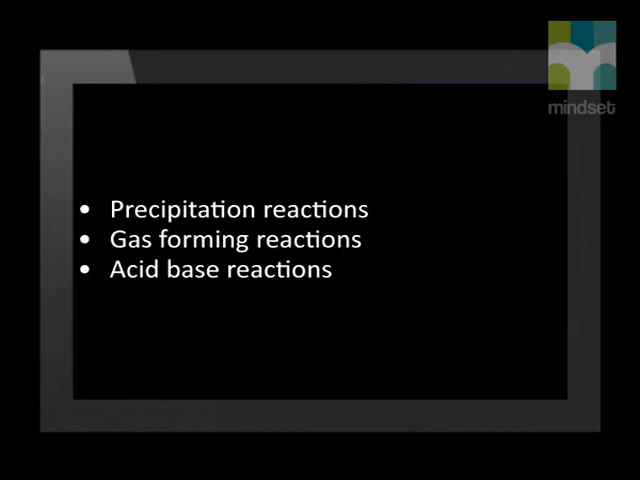 mindset
• Precipitation reactions
• Gas forming reactions
• Acid base reactions